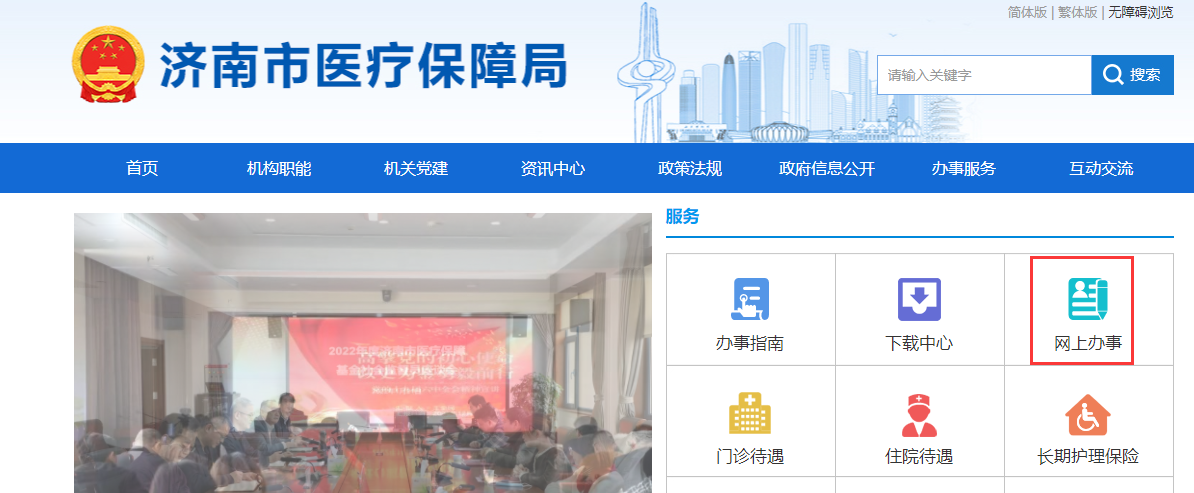 简体版 | 繁体版 | 无障碍浏览
济南市医疗保障局
请输入关键字
搜索
首页 机构职能 机关党建 资讯中心 政策法规 政府信息公开 办事服务 互动交流
服务
办事指南 下载中心 网上办事
门诊待遇 住院待遇 长期护理保险